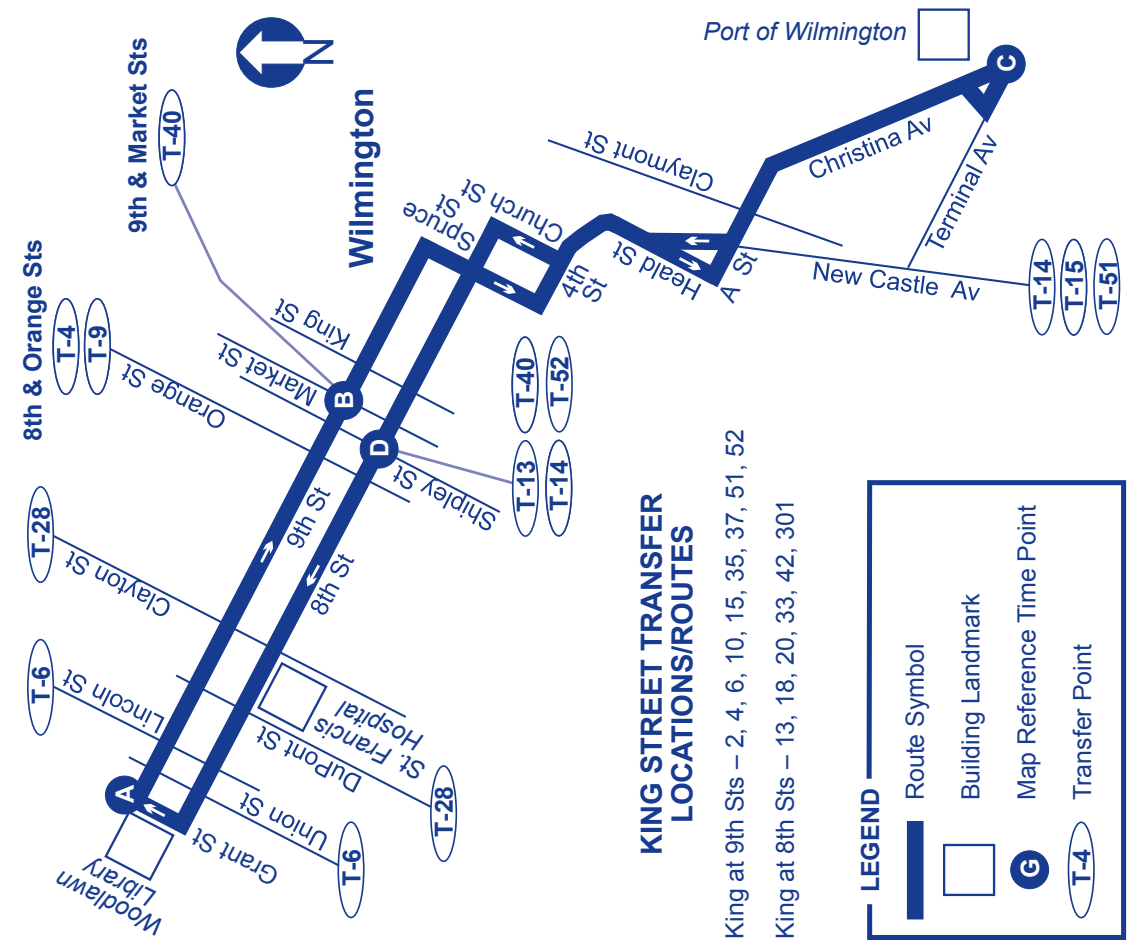 Port of Wilmington
N
9th & Market Sts
T-40
Wilmington
8th & Orange Sts
T-4
T-9
T-28
T-6
Woodlawn
Library
A
Grant St
Union St
Lincoln St
DuPont St
St. Francis
Hospital
Clayton St
9th St
8th St
Orange St
Shipley St
Market St
King St
B
D
Spruce
St
Church St
4th
St
Heald St
A St
Claymont St
Christina Av
Terminal Av
New Castle Av
C
T-6
T-28
T-13
T-40
T-14
T-52
T-14
T-15
T-51
KING STREET TRANSFER
LOCATIONS/ROUTES
King at 9th Sts – 2, 4, 6, 10, 15, 35, 37, 51, 52
King at 8th Sts – 13, 18, 20, 33, 42, 301
LEGEND
Route Symbol
Building Landmark
G
Map Reference Time Point
T-4
Transfer Point